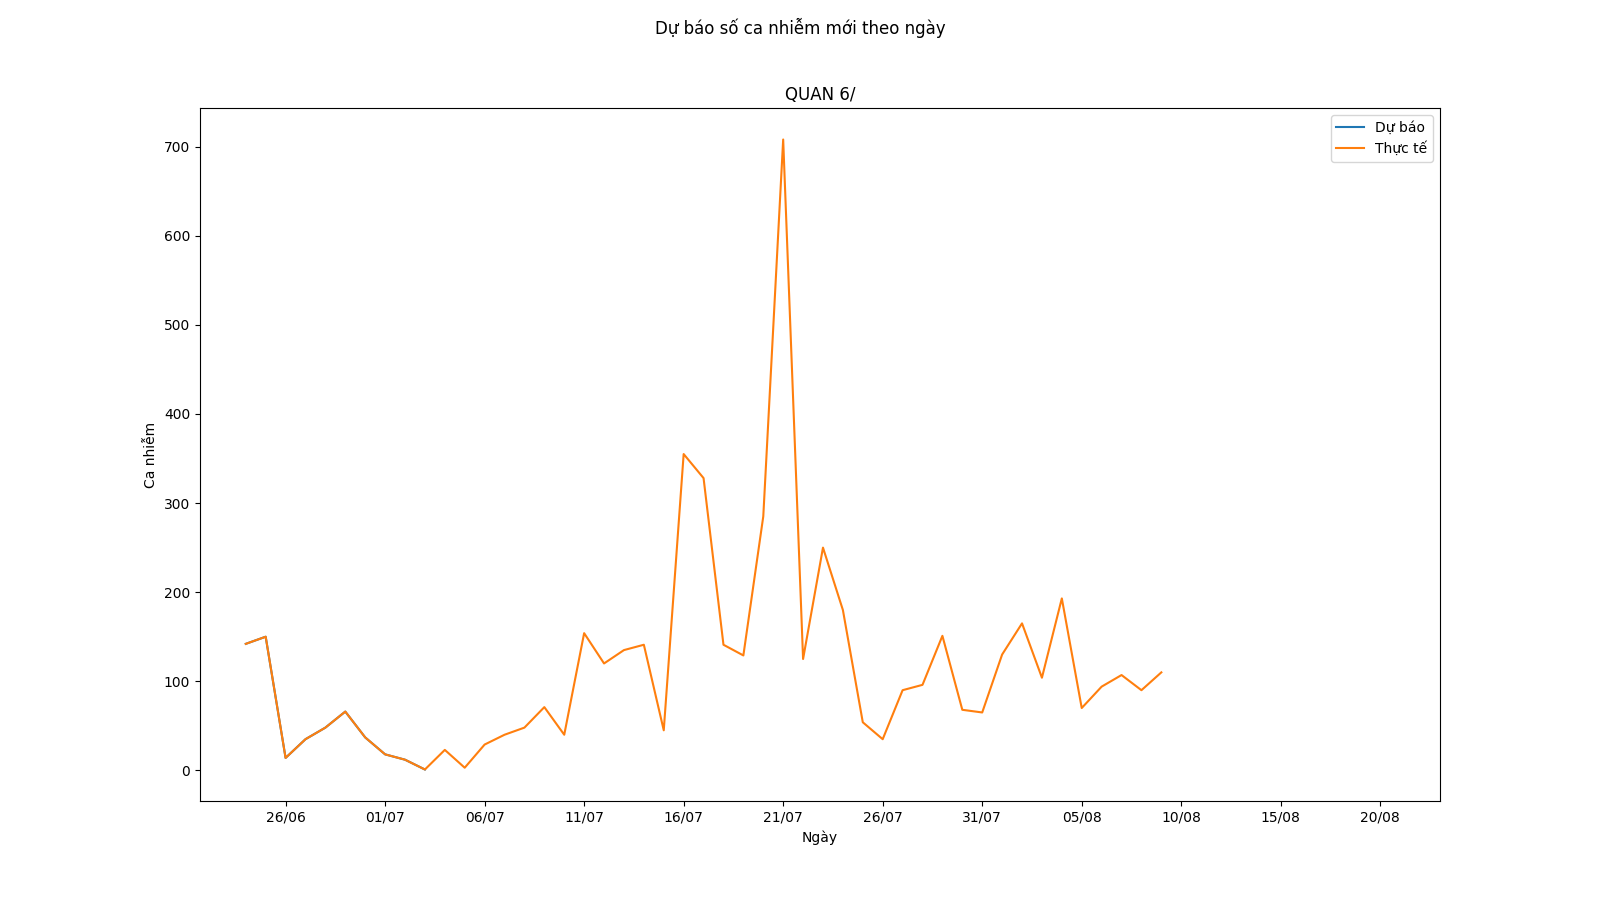 Dự báo số ca nhiễm mới theo ngày
QUAN 6/
Dự báo
Thực tế
700
600
500
400
300
200
100
0
Ca nhiễm
26/06 01/07 06/07 11/07 16/07 21/07 26/07 31/07 05/08 10/08 15/08 20/08
Ngày